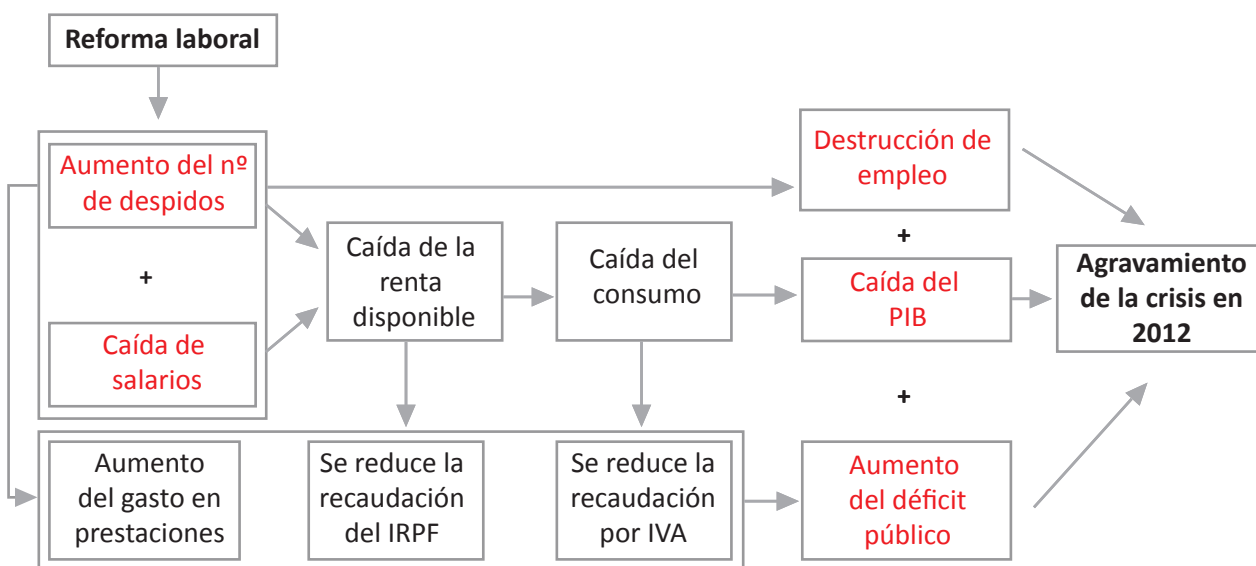 Reforma laboral
Aumento del nº
de despidos
+
Caída de
salarios
Caída de la
renta
disponible
Caída del
consumo
Destrucción de
empleo
+
Caída del
PIB
+
Agravamiento
de la crisis en
2012
Aumento
del gasto en
prestaciones
Se reduce la
recaudación
del IRPF
Se reduce la
recaudación
por IVA
Aumento
del déficit
público